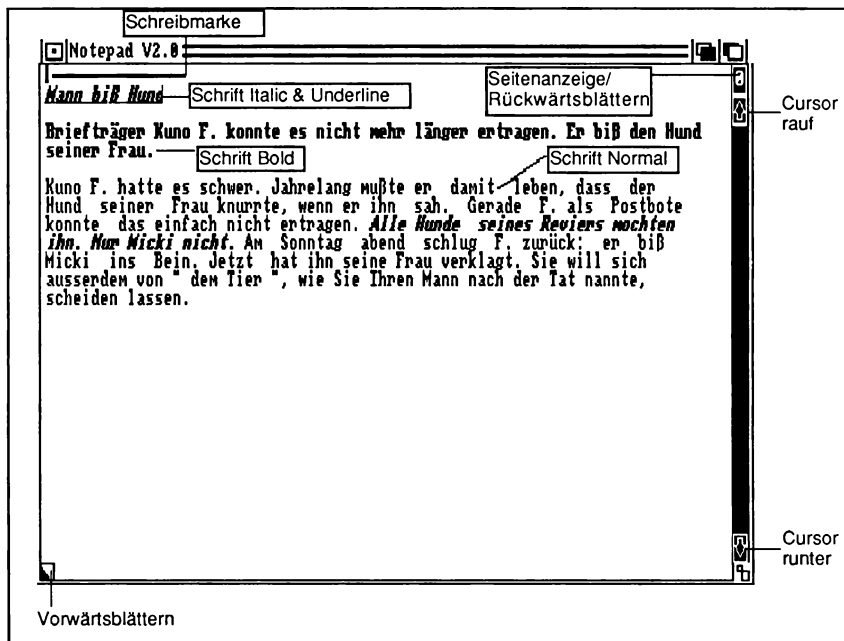 Schreibmarke
Notepad V2.0
Mann biß Hund
Schrift Italic & Underline
Seitenanzeige/
Rückwärtsblättern
Cursor
rauf
Briefträger Kuno F. konnte es nicht mehr länger ertragen. Er biß den Hund
seiner Frau.
Schrift Bold
Schrift Normal
Kuno F. hatte es schwer. Jahrelang mußte er damit leben, dass der
Hund seiner Frau knurrte, wenn er ihn sah. Gerade F. als Postbote
konnte das einfach nicht ertragen. Alle Hunde seines Reviers mochten
ihn. Nur Micki nicht. Am Sonntag abend schlug F. zurück: er biß
Micki ins Bein. Jetzt hat ihn seine Frau verklagt. Sie will sich
ausserdem von " dem Tier ", wie Sie Ihren Mann nach der Tat nannte,
scheiden lassen.
Cursor
runter
Vorwärtsblättern